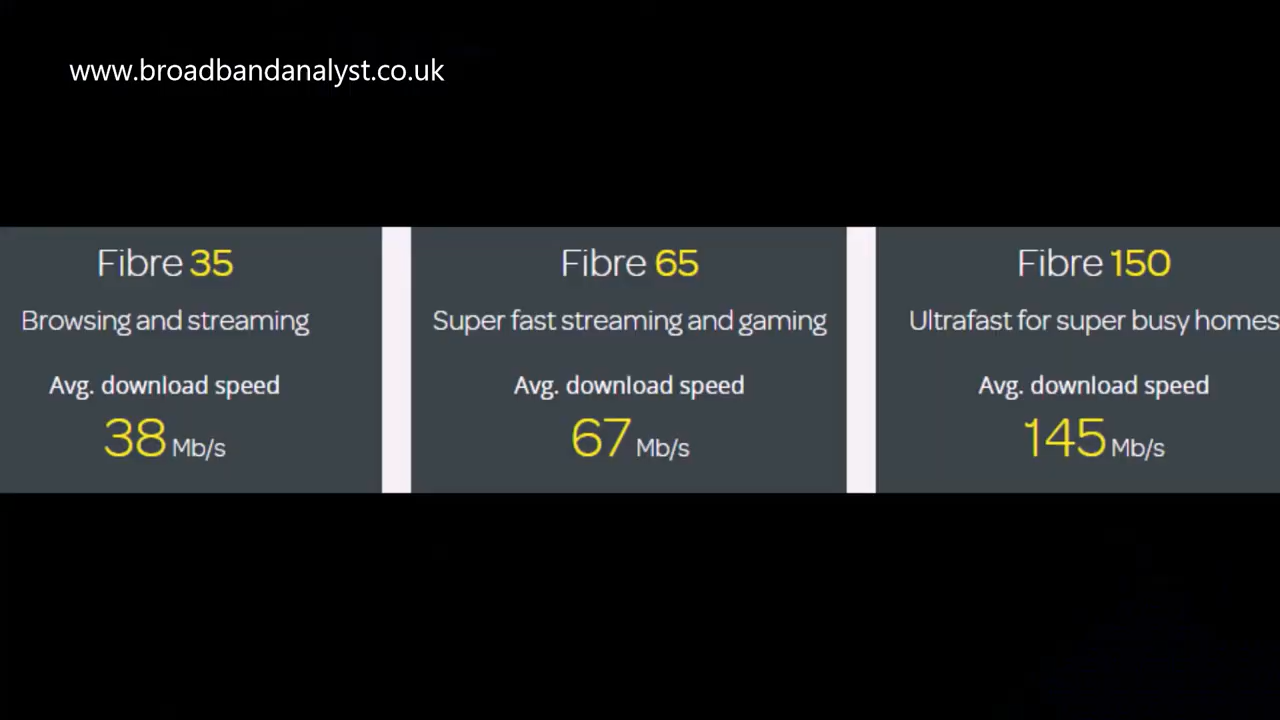 www.broadbandanalyst.co.uk
Fibre 35
Browsing and streaming
Avg. download speed
38 Mb/s
Fibre 65
Super fast streaming and gaming
Avg. download speed
67 Mb/s
Fibre 150
Ultrafast for super busy homes
Avg. download speed
145 Mb/s